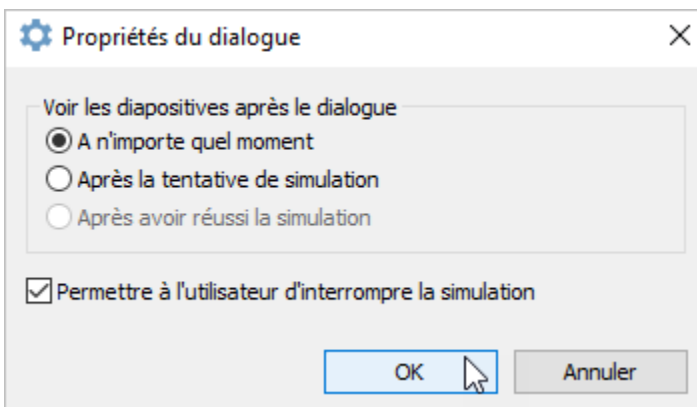 Propriétés du dialogue
Voir les diapositives après le dialogue
A n'importe quel moment
Après la tentative de simulation
Après avoir réussi la simulation
Permettre à l'utilisateur d'interrompre la simulation
OK
Annuler